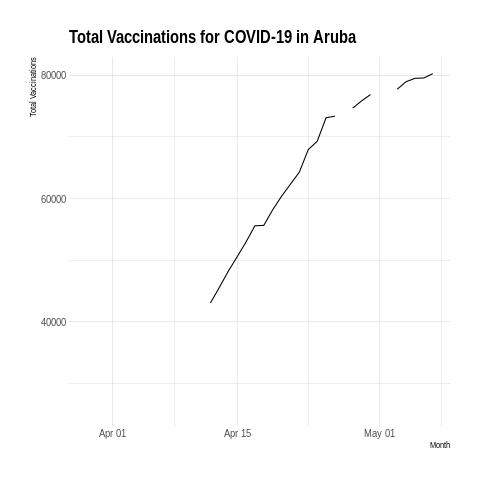 Total Vaccinations for COVID-19 in Aruba
Total Vaccinations
80000
60000
40000
Apr 01
Apr 15
May 01
Month